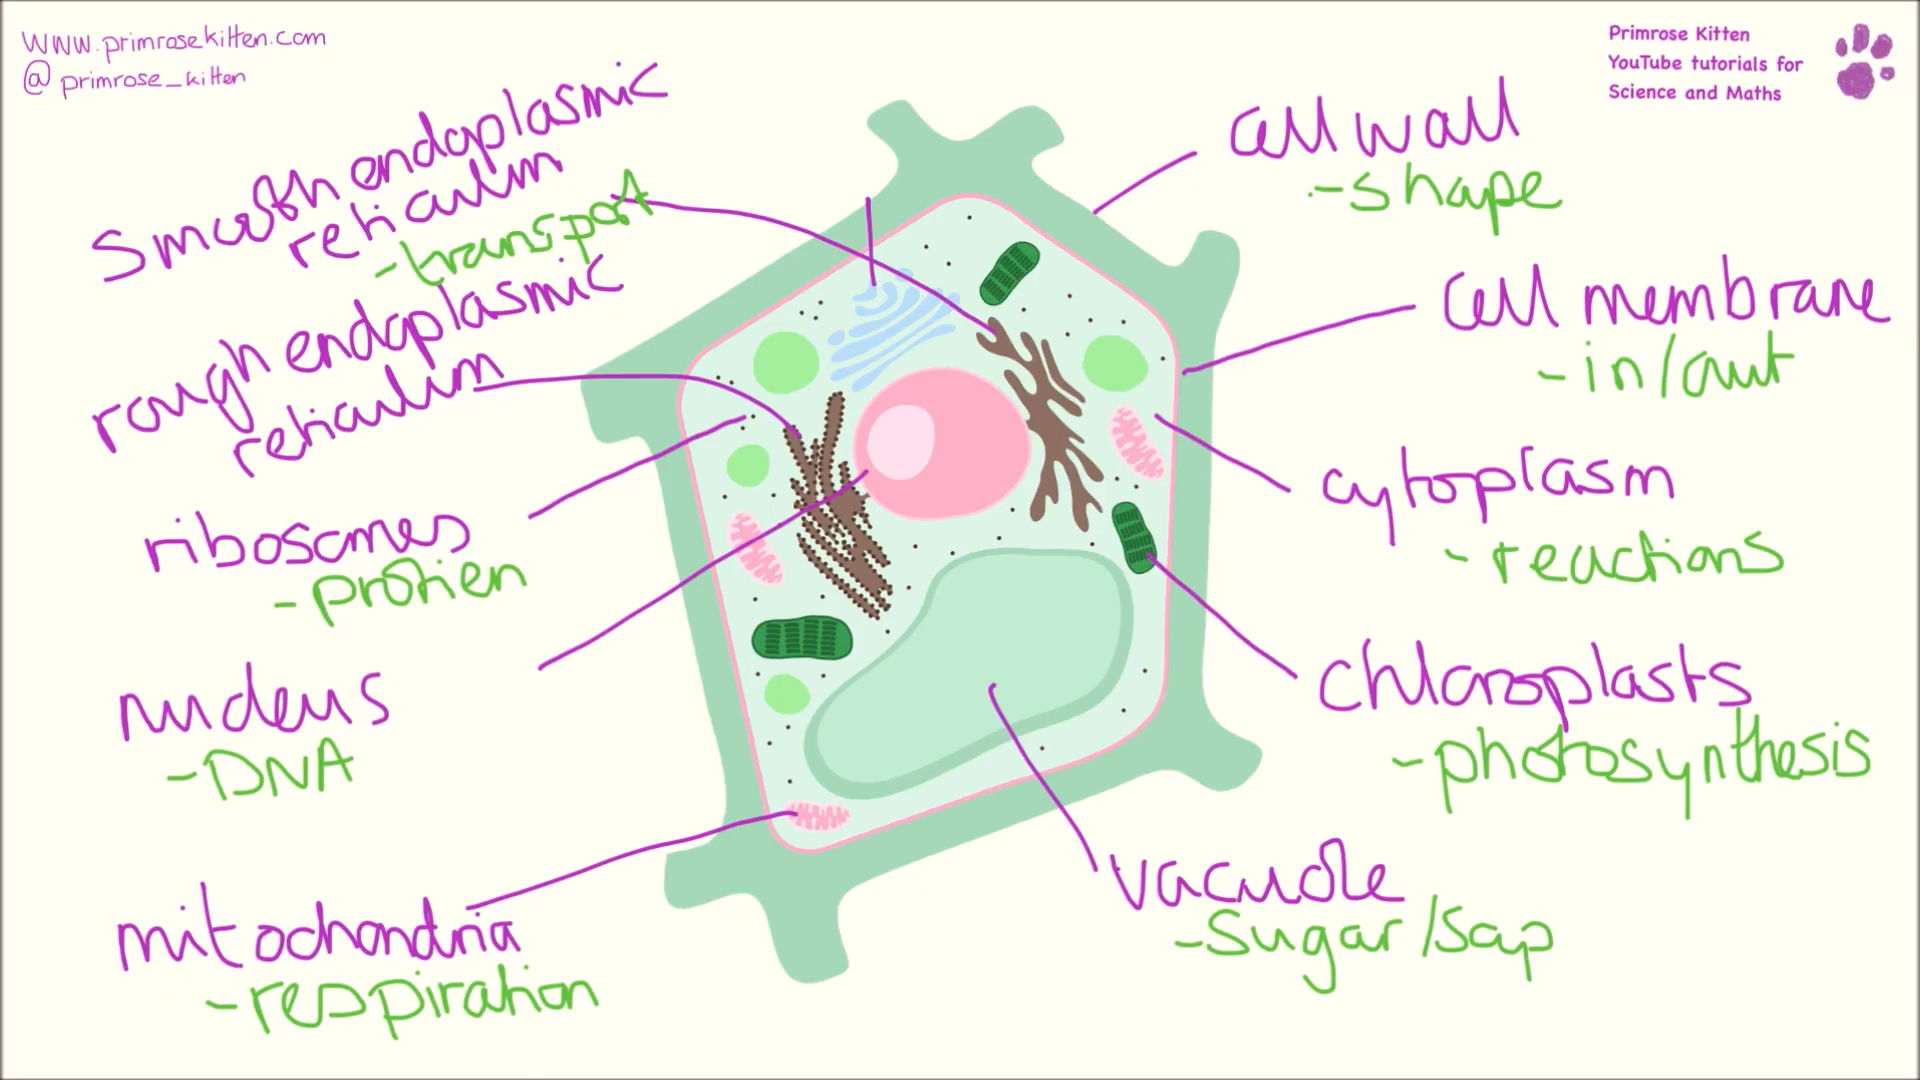 www.primrosekitten.com
@primrose_kitten
Primrose Kitten
YouTube tutorials for
Science and Maths
Smooth endoplasmic
reticulum
-transport
rough endoplasmic
reticulum
ribosomes
-protien
nucleus
-DNA
mitochondria
-respiration
cell wall
-shape
cell membrane
-in/out
cytoplasm
-reactions
chloroplasts
-photosynthesis
vacuole
-sugar/sap